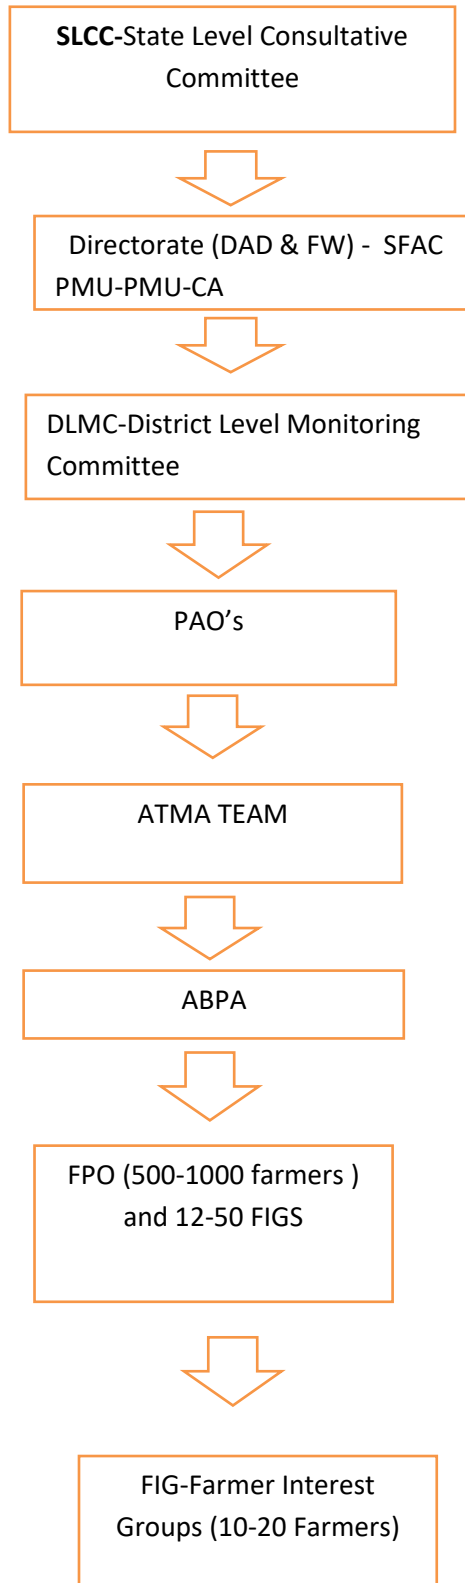 SLCC-State Level Consultative
Committee
Directorate (DAD & FW) - SFAC
PMU-PMU-CA
DLMC-District Level Monitoring
Committee
PAO’s
ATMA TEAM
ABPA
FPO (500-1000 farmers )
and 12-50 FIGS
FIG-Farmer Interest
Groups (10-20 Farmers)